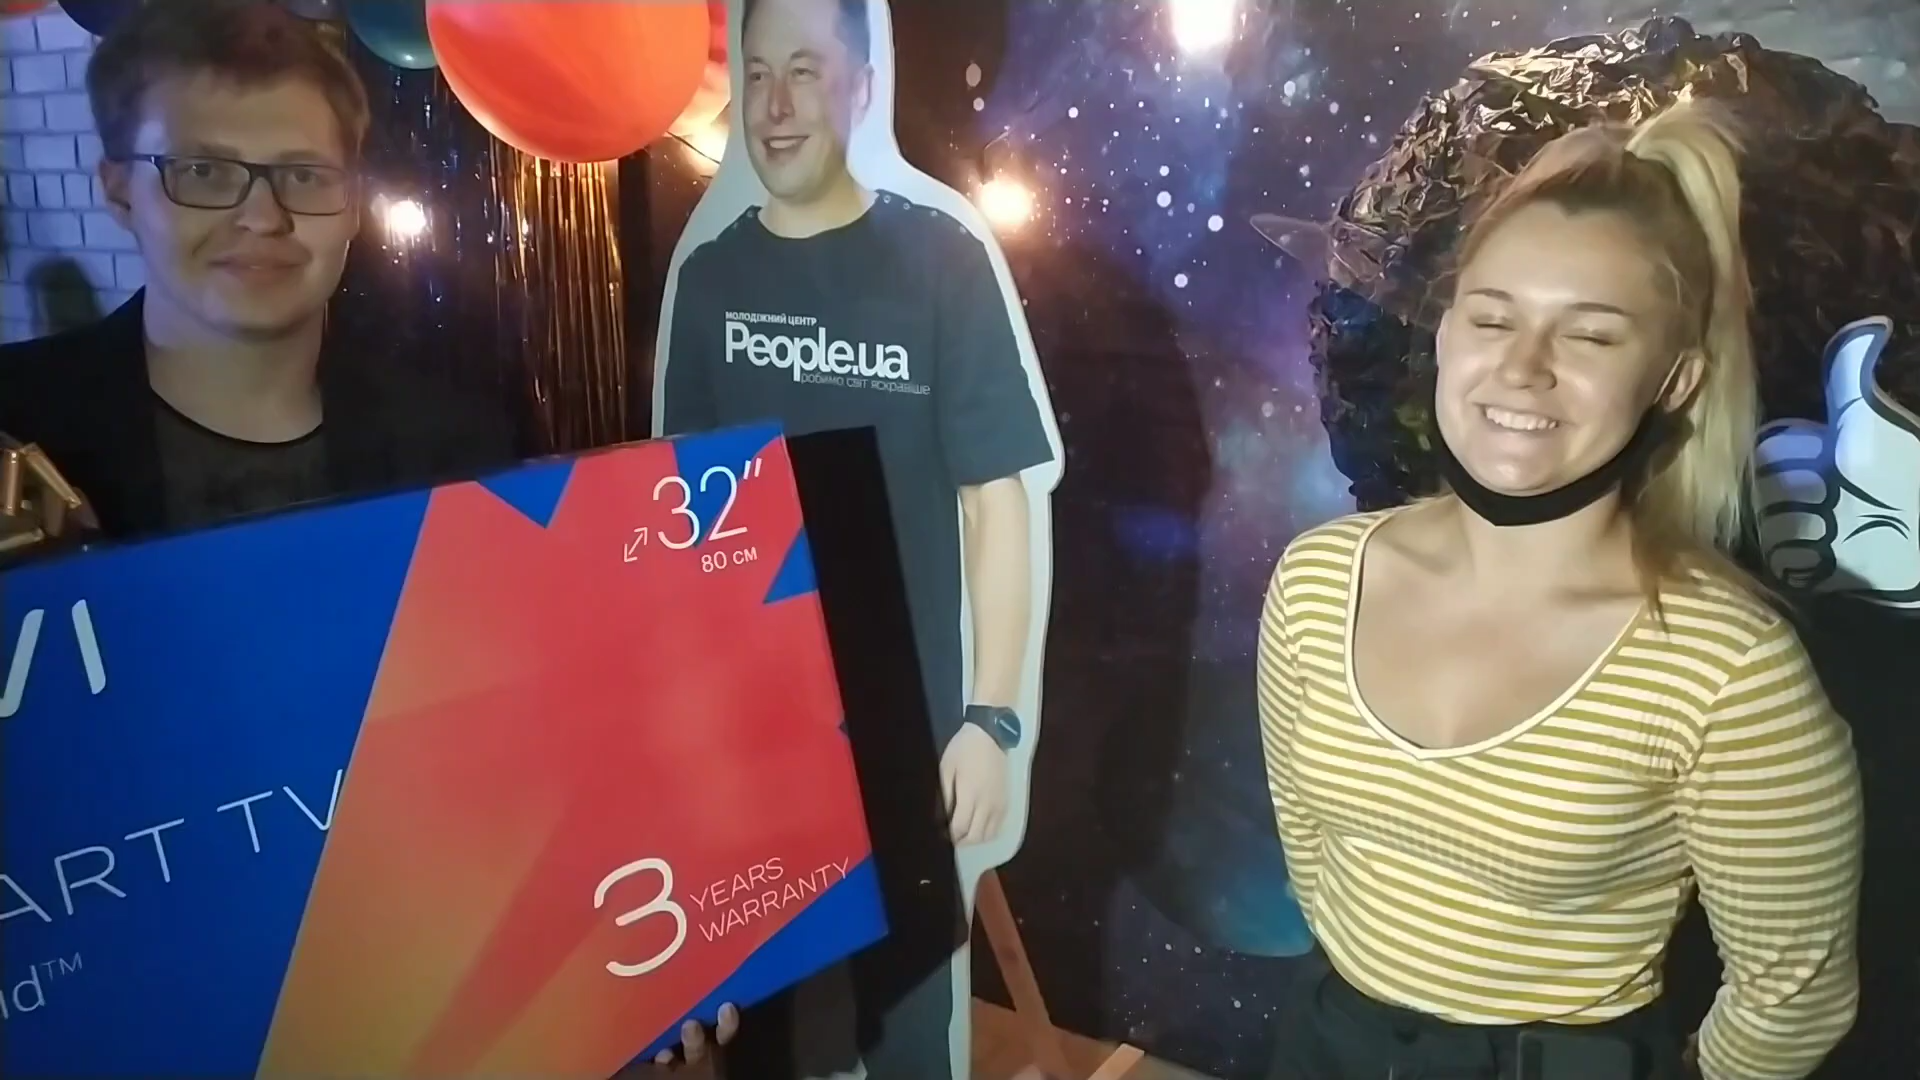 МОЛОДІЖНИЙ ЦЕНТР
People.ua
робимо світ яскравіше
32"
80 СМ
VI
ART TV
id™
3 YEARS
WARRANTY